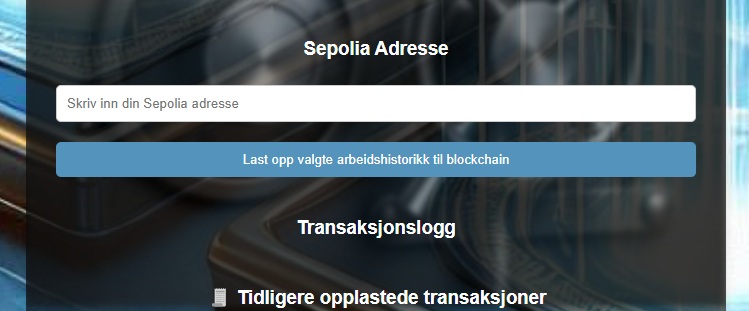 Sepolia Adresse
Skriv inn din Sepolia adresse
Last opp valgte arbeidshistorikk til blockchain
Transaksjonslogg
Tidligere opplastede transaksjoner